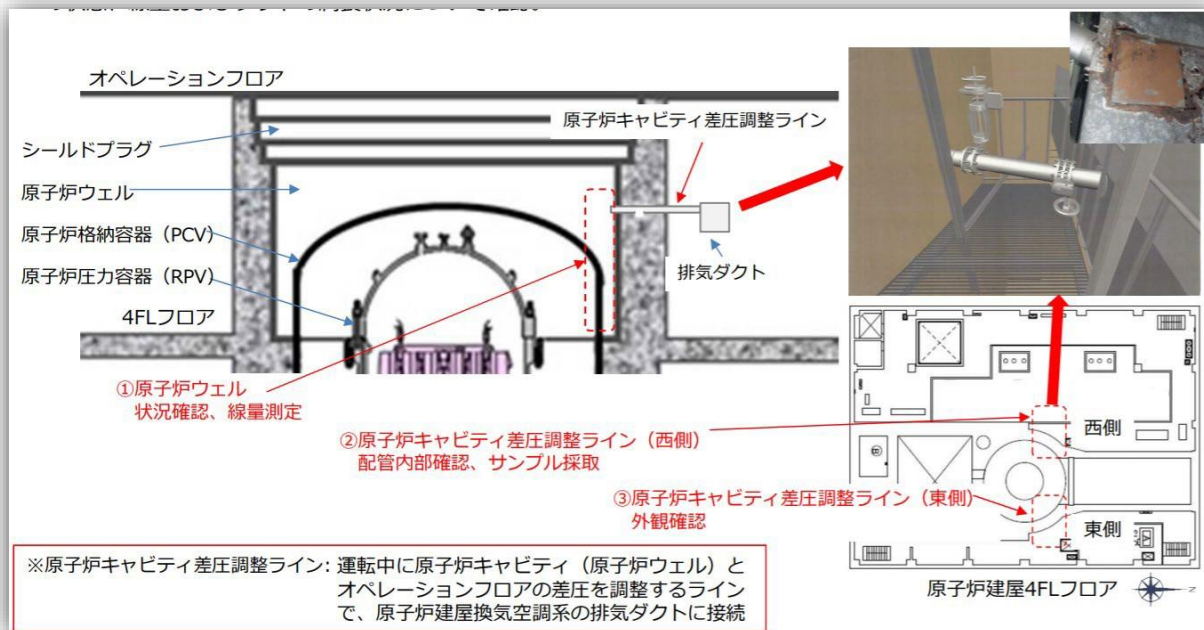 オペレーションフロア
原子炉キャビティ差圧調整ライン
シールドプラグ
原子炉ウェル
原子炉格納容器（PCV）
原子炉圧力容器（RPV）
排気ダクト
4FLフロア
①原子炉ウェル
状況確認、線量測定
②原子炉キャビティ差圧調整ライン（西側）
配管内部確認、サンプル採取
西側
③原子炉キャビティ差圧調整ライン（東側）
外観確認
東側
原子炉建屋4FLフロア
N
※原子炉キャビティ差圧調整ライン：運転中に原子炉キャビティ（原子炉ウェル）と
オペレーションフロアの差圧を調整するライン
で、原子炉建屋換気空調系の排気ダクトに接続